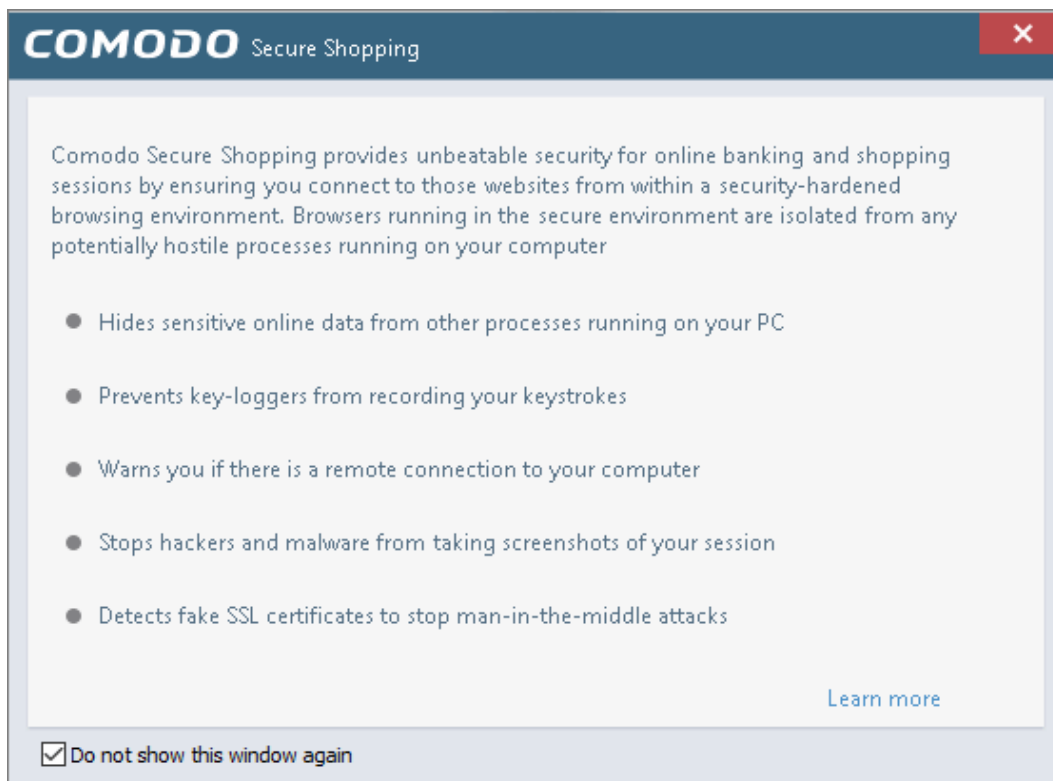 COMODO Secure Shopping
Comodo Secure Shopping provides unbeatable security for online banking and shopping
sessions by ensuring you connect to those websites from within a security-hardened
browsing environment. Browsers running in the secure environment are isolated from any
potentially hostile processes running on your computer
Hides sensitive online data from other processes running on your PC
Prevents key-loggers from recording your keystrokes
Warns you if there is a remote connection to your computer
Stops hackers and malware from taking screenshots of your session
Detects fake SSL certificates to stop man-in-the-middle attacks
Learn more
Do not show this window again